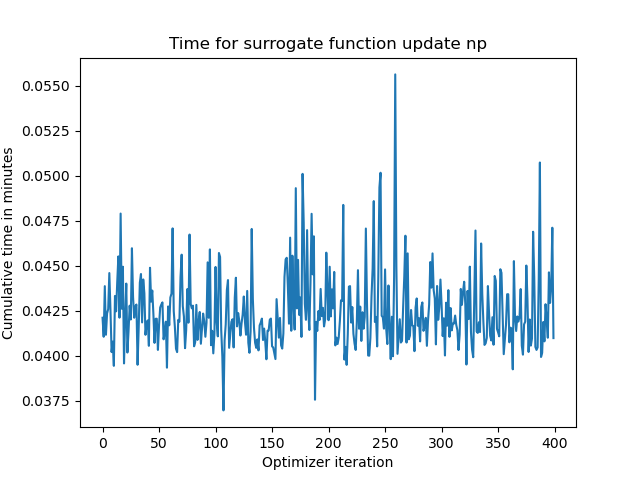 Time for surrogate function update np
Cumulative time in minutes
0.0550
0.0525
0.0500
0.0475
0.0450
0.0425
0.0400
0.0375
0 50 100 150 200 250 300 350 400
Optimizer iteration